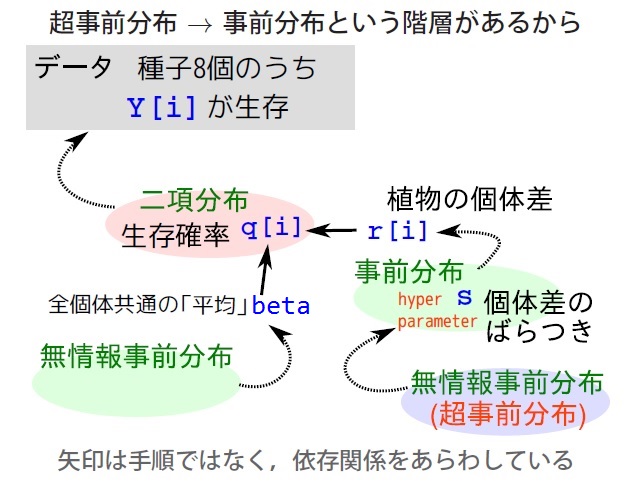 超事前分布 → 事前分布という階層があるから
データ 種子8個のうち
Y[i] が生存
二項分布
生存確率 q[i]
植物の個体差
r[i]
事前分布
hyper parameter
s 個体差の
ばらつき
全個体共通の「平均」beta
無情報事前分布
無情報事前分布
(超事前分布)
矢印は手順ではなく，依存関係をあらわしている